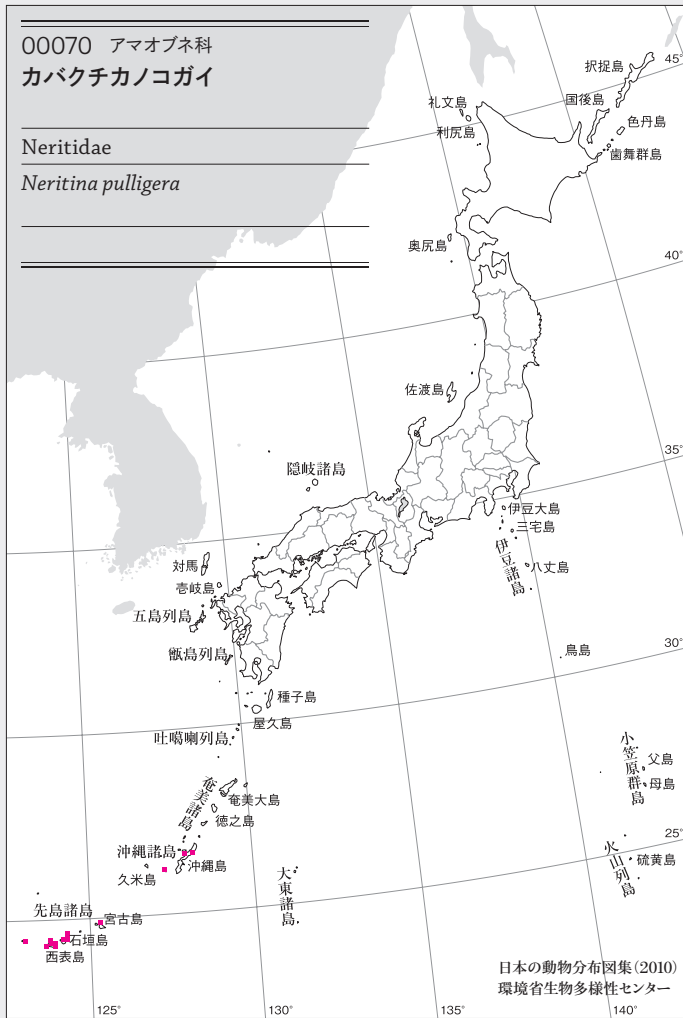 00070 アマオブネ科
カバクチカノコガイ
Neritidae
Neritina pulligera
択捉島
45°
国後島
礼文島
色丹島
利尻島
歯舞群島
奥尻島
40°
佐渡島
35°
隠岐諸島
伊豆大島
三宅島
伊豆諸島
八丈島
対馬
壱岐島
五島列島
甑島列島
鳥島
30°
種子島
屋久島
吐噶喇列島
小笠原群島
父島
母島
奄美諸島
奄美大島
徳之島
25°
沖縄諸島
沖縄島
久米島
火山列島
硫黄島
大東諸島
先島諸島
宮古島
石垣島
西表島
日本の動物分布図集(2010)
環境省生物多様性センター
125°
130°
135°
140°